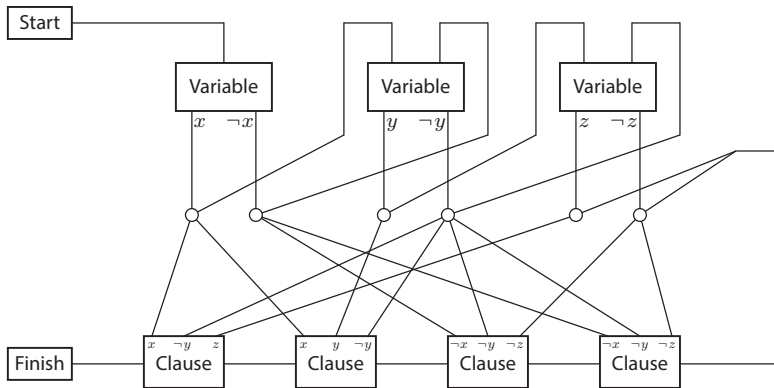 Start
Variable Variable Variable
x ¬x y ¬y z ¬z
x ¬y z x y ¬y ¬x ¬y ¬z ¬x ¬y ¬z
Finish Clause Clause Clause Clause